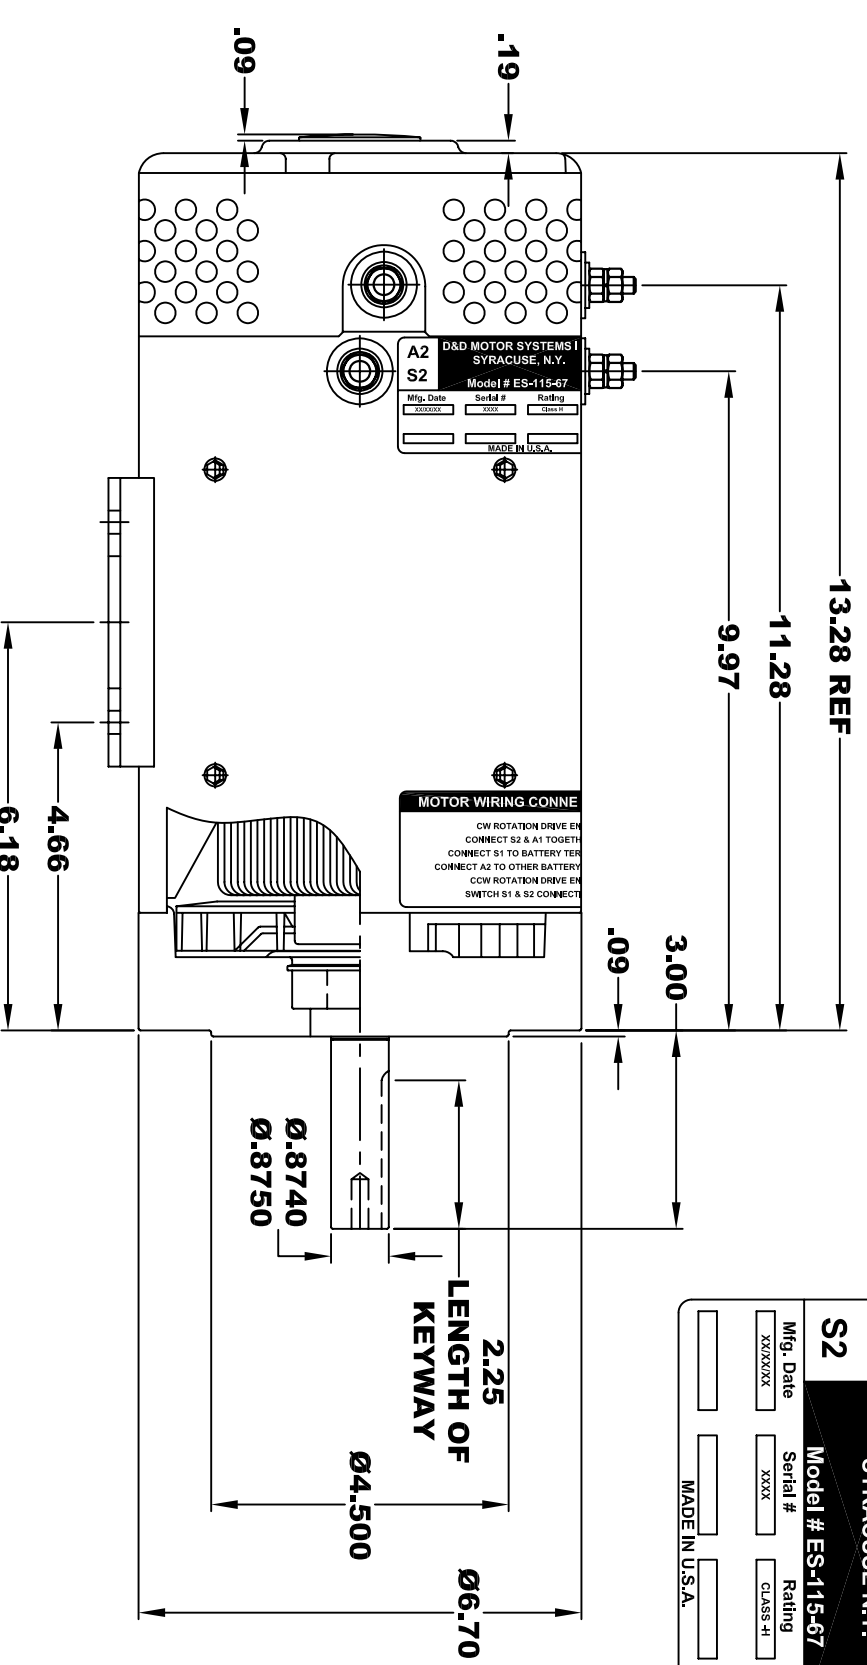 .09
.19
13.28 REF
11.28
9.97
D&D MOTOR SYSTEMS
SYRACUSE, N.Y.
A2
S2
Model # ES-115-67
Mfg. Date
Serial #
Rating
XX/XX/XX
XXXX
Class H
MADE IN U.S.A.
MOTOR WIRING CONNE
CW ROTATION DRIVE EN
CONNECT S2 & A1 TOGETH
CONNECT S1 TO BATTERY TER
CONNECT A2 TO OTHER BATTERY
CCW ROTATION DRIVE EN
SWITCH S1 & S2 CONNECTI
6.18
4.66
.09
3.00
Ø.8740
Ø.8750
2.25
LENGTH OF
KEYWAY
Ø4.500
Ø6.70
S2
Model # ES-115-67
Mfg. Date
Serial #
Rating
XX/XX/XX
XXXX
CLASS -H
MADE IN U.S.A.